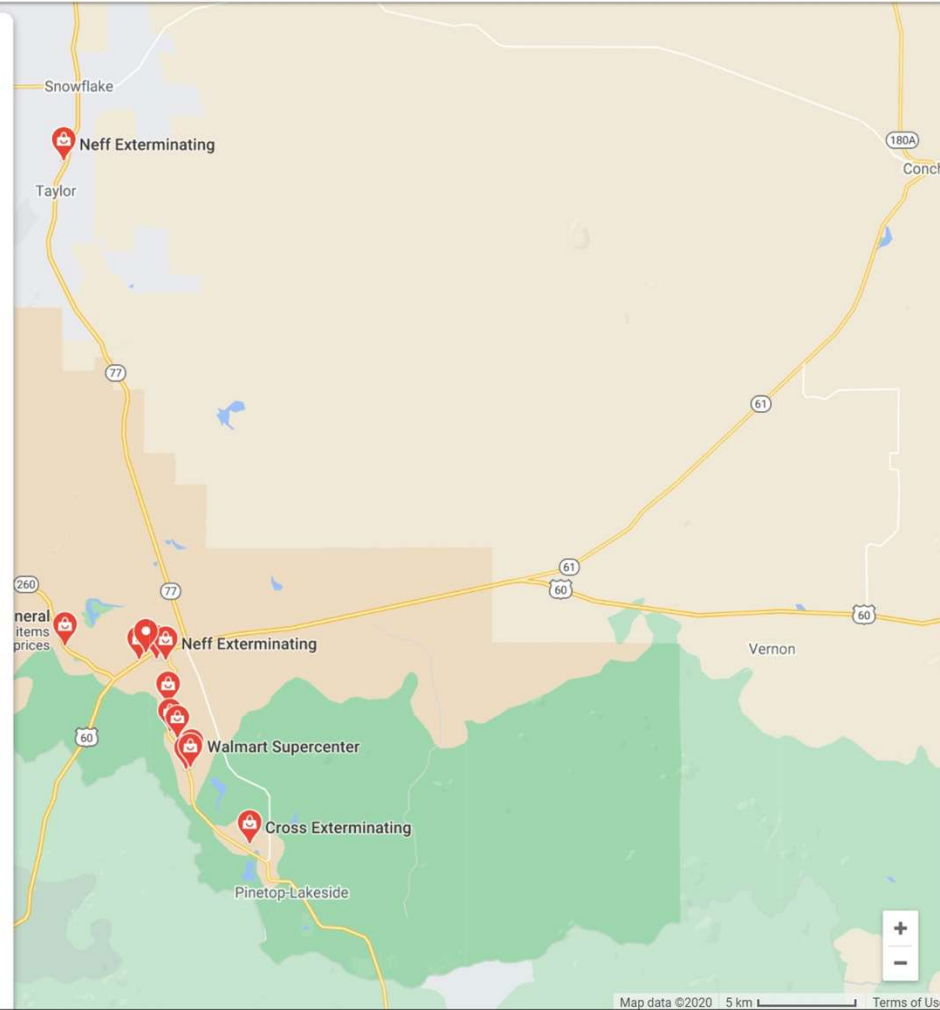 Snowflake
Neff Exterminating
180A
Conch
Taylor
77
61
61
60
260
77
neral
items
prices
Neff Exterminating
60
Vernon
60
Walmart Supercenter
Cross Exterminating
Pinetop-Lakeside
+
−
Map data ©2020 5 km Terms of Us